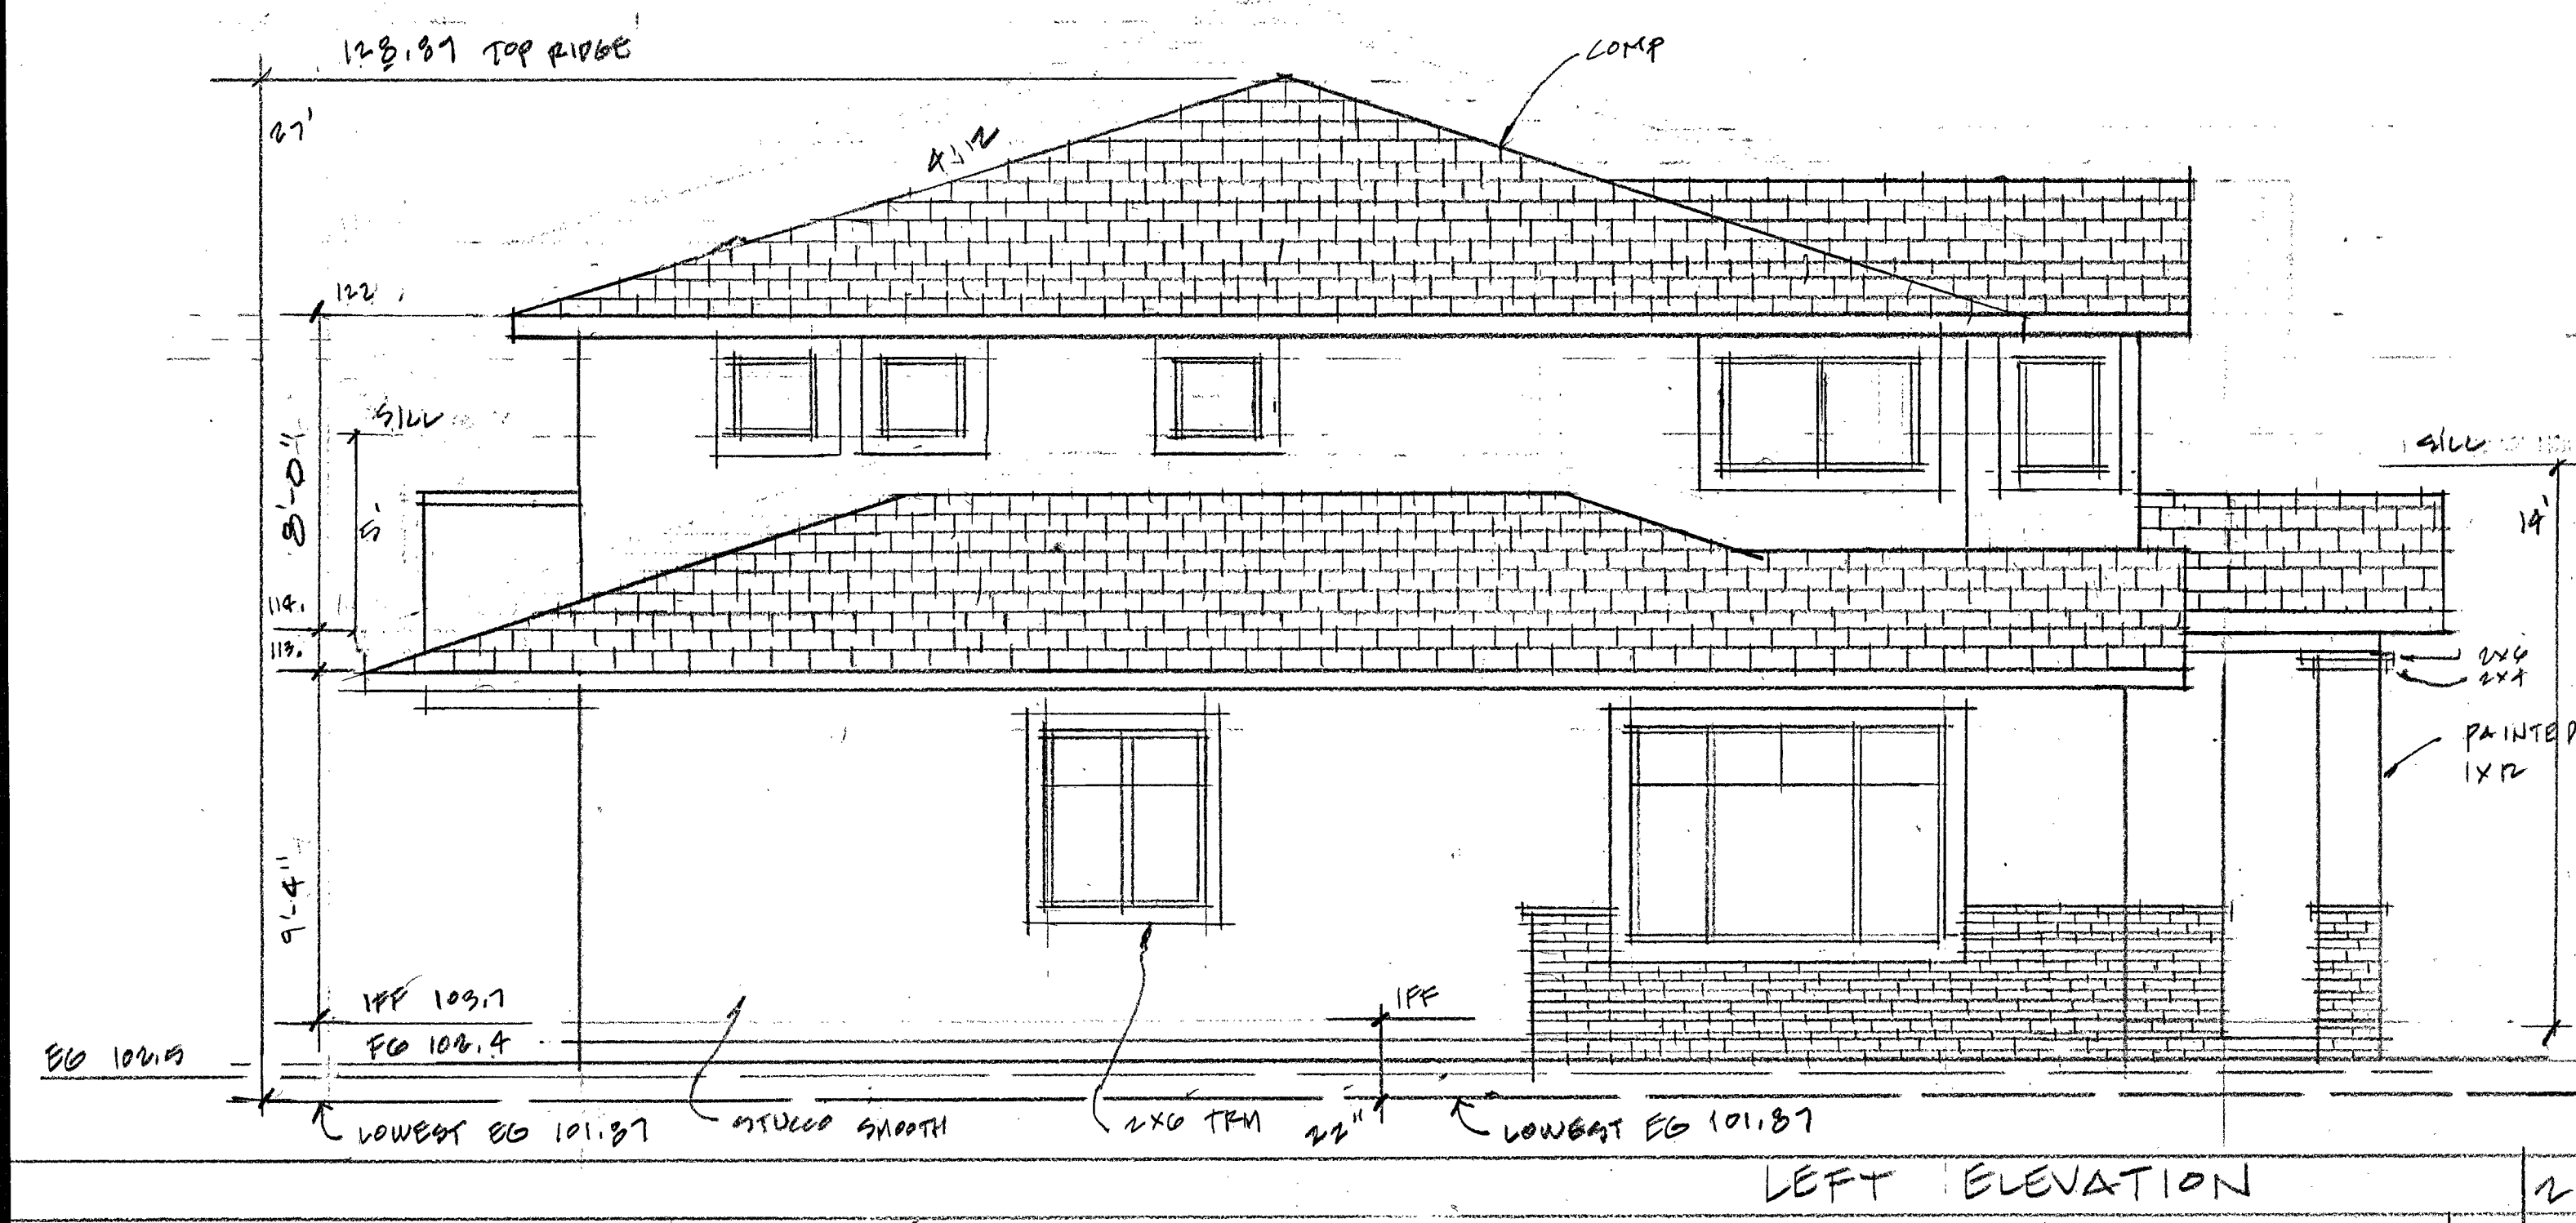 128.87 TOP RIDGE
COMP
27'
4:12
122
SILL
SILL
8'-0"
5'
14'
114.
113.
2X6
2X4
PAINTED
1X12
9'-4"
IFF 103.7
IFF
FG 102.4
EG 102.5
LOWEST EG 101.87
STUCCO SMOOTH
2X6 TRM
22"
LOWEST EG 101.87
LEFT ELEVATION
2